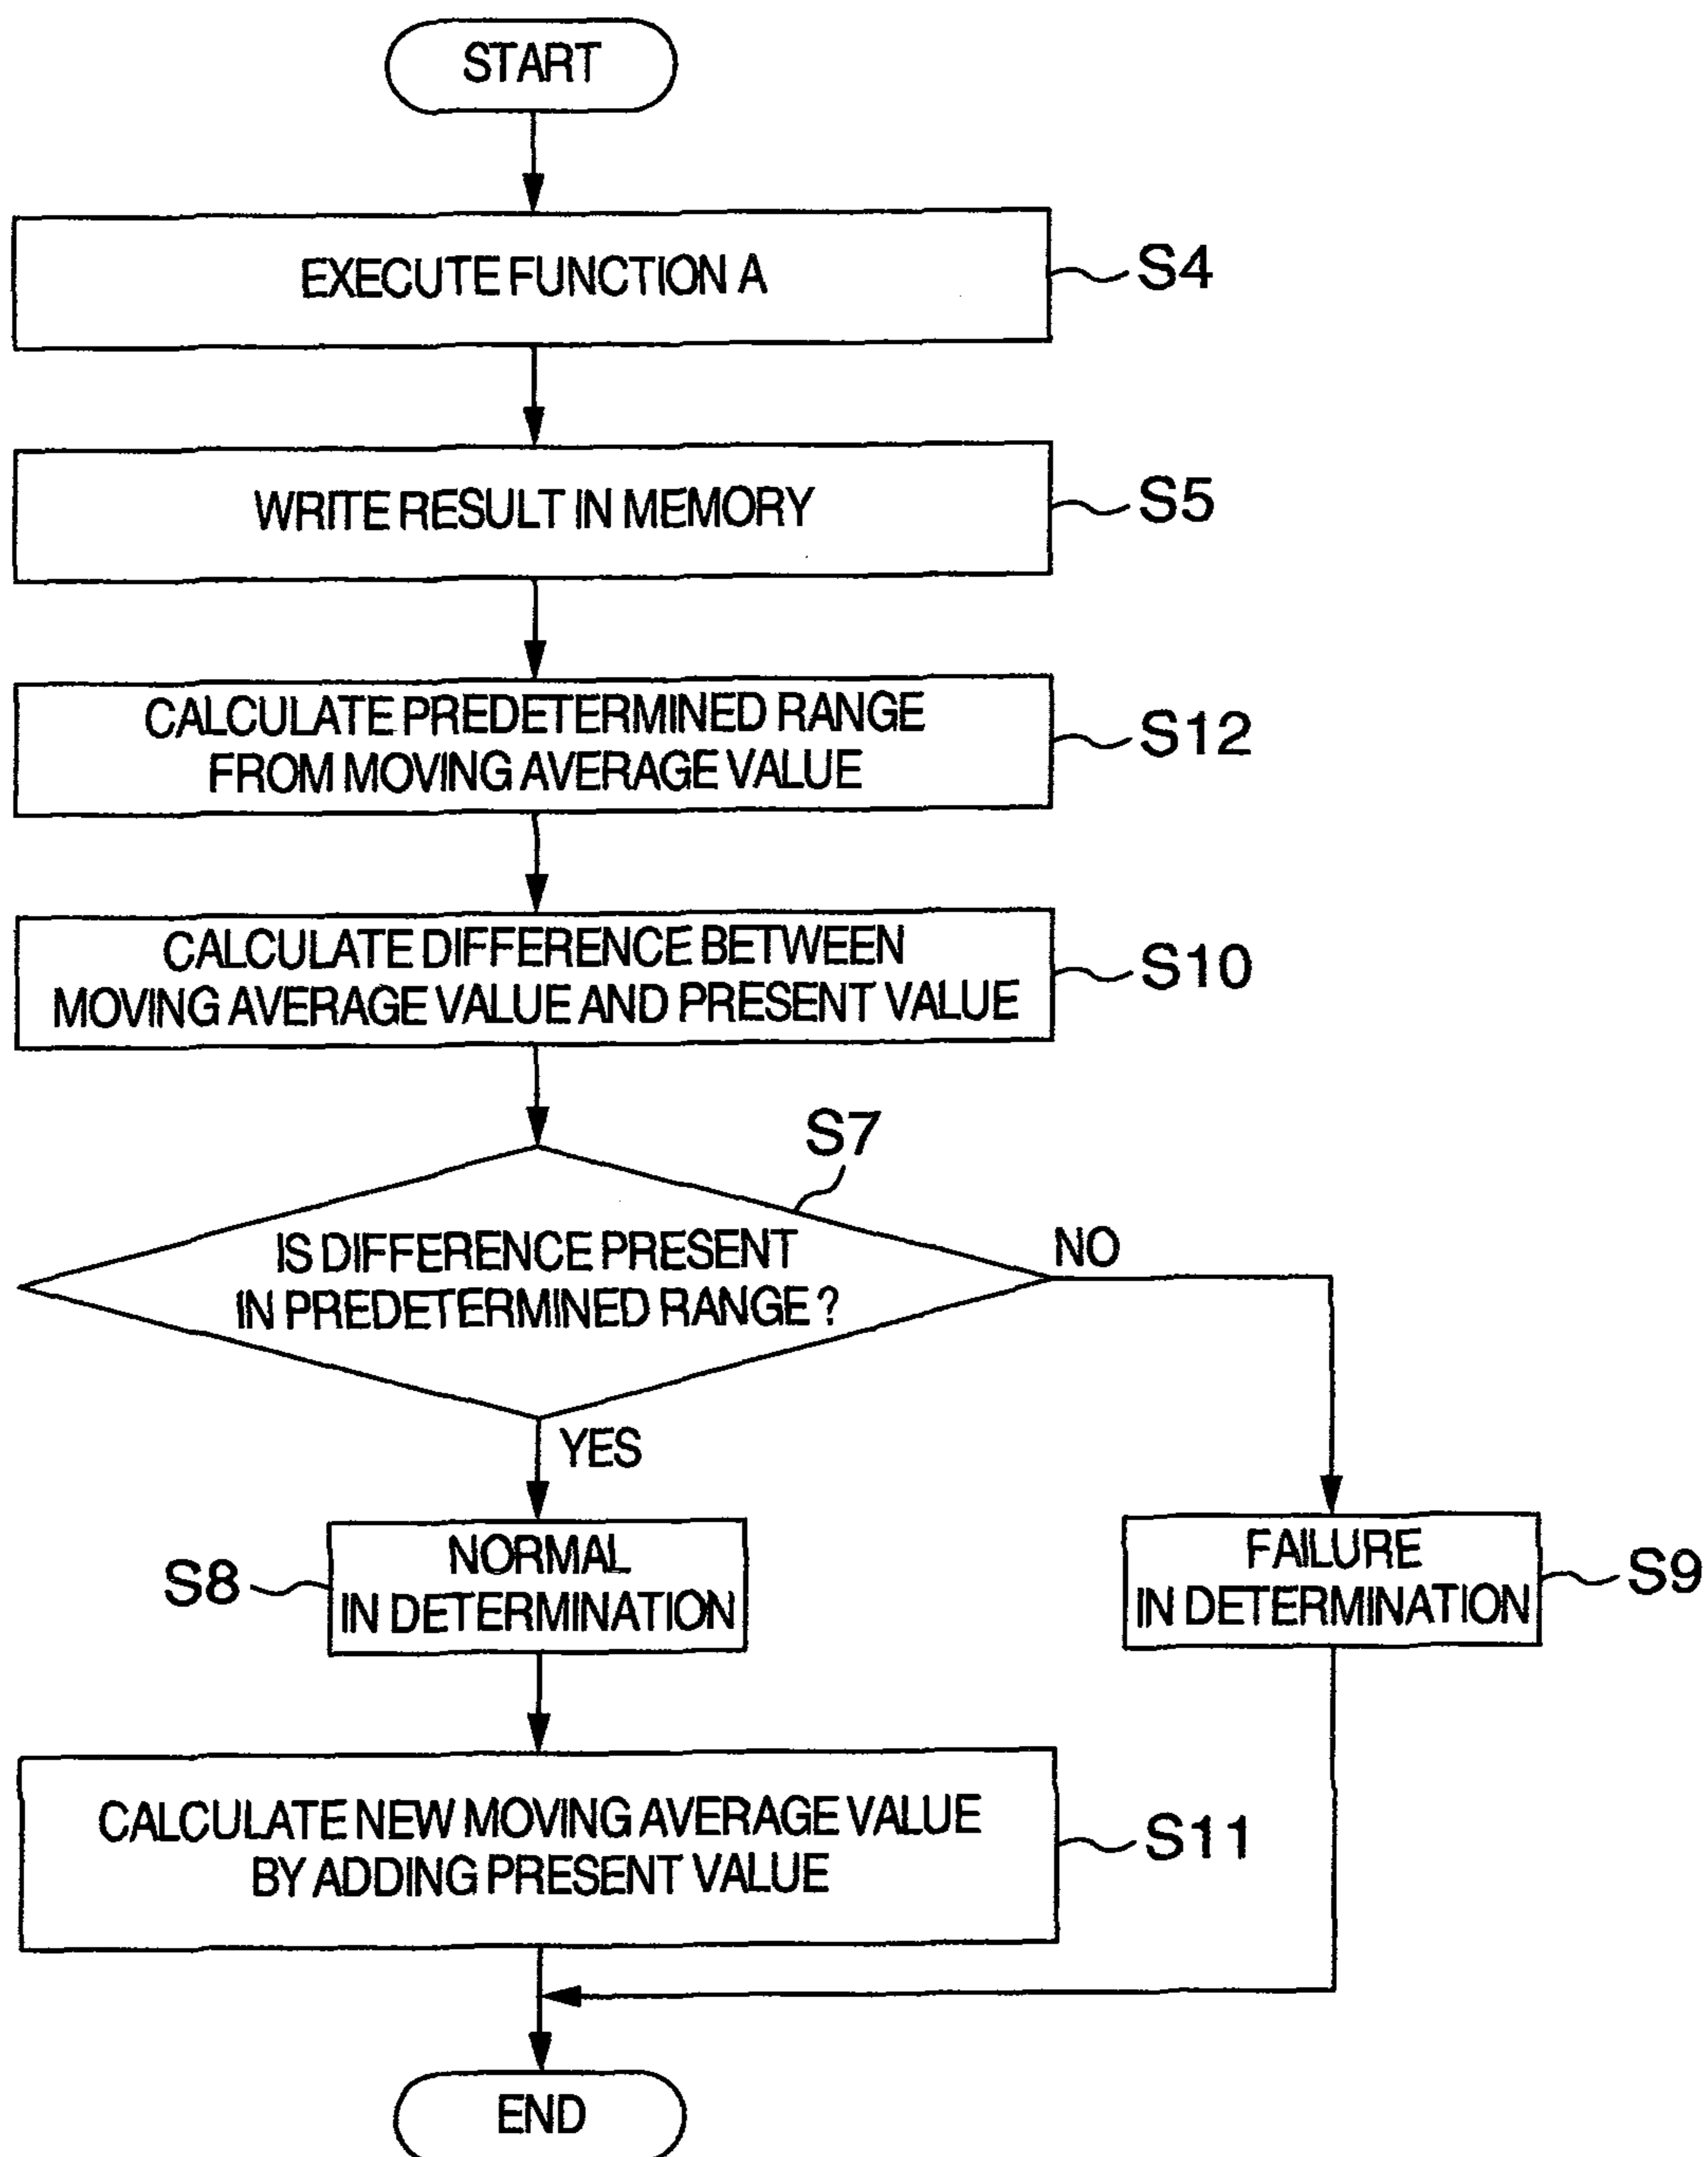 START
EXECUTE FUNCTION A
S4
WRITE RESULT IN MEMORY
S5
CALCULATE PREDETERMINED RANGE
FROM MOVING AVERAGE VALUE
S12
CALCULATE DIFFERENCE BETWEEN
MOVING AVERAGE VALUE AND PRESENT VALUE
S10
S7
IS DIFFERENCE PRESENT
IN PREDETERMINED RANGE ?
NO
YES
S8
NORMAL
IN DETERMINATION
FAILURE
IN DETERMINATION
S9
CALCULATE NEW MOVING AVERAGE VALUE
BY ADDING PRESENT VALUE
S11
END